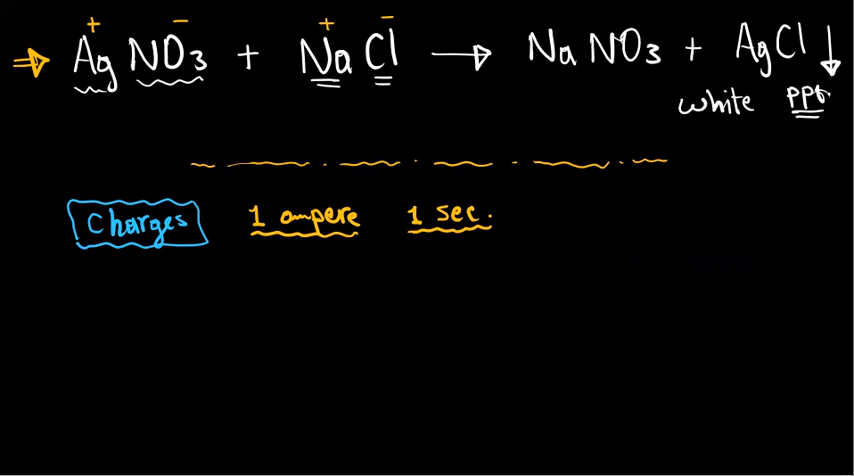 + − + −
⇒ AgNO3 + NaCl → NaNO3 + AgCl ↓
white ppt
Charges 1 ampere 1 sec.